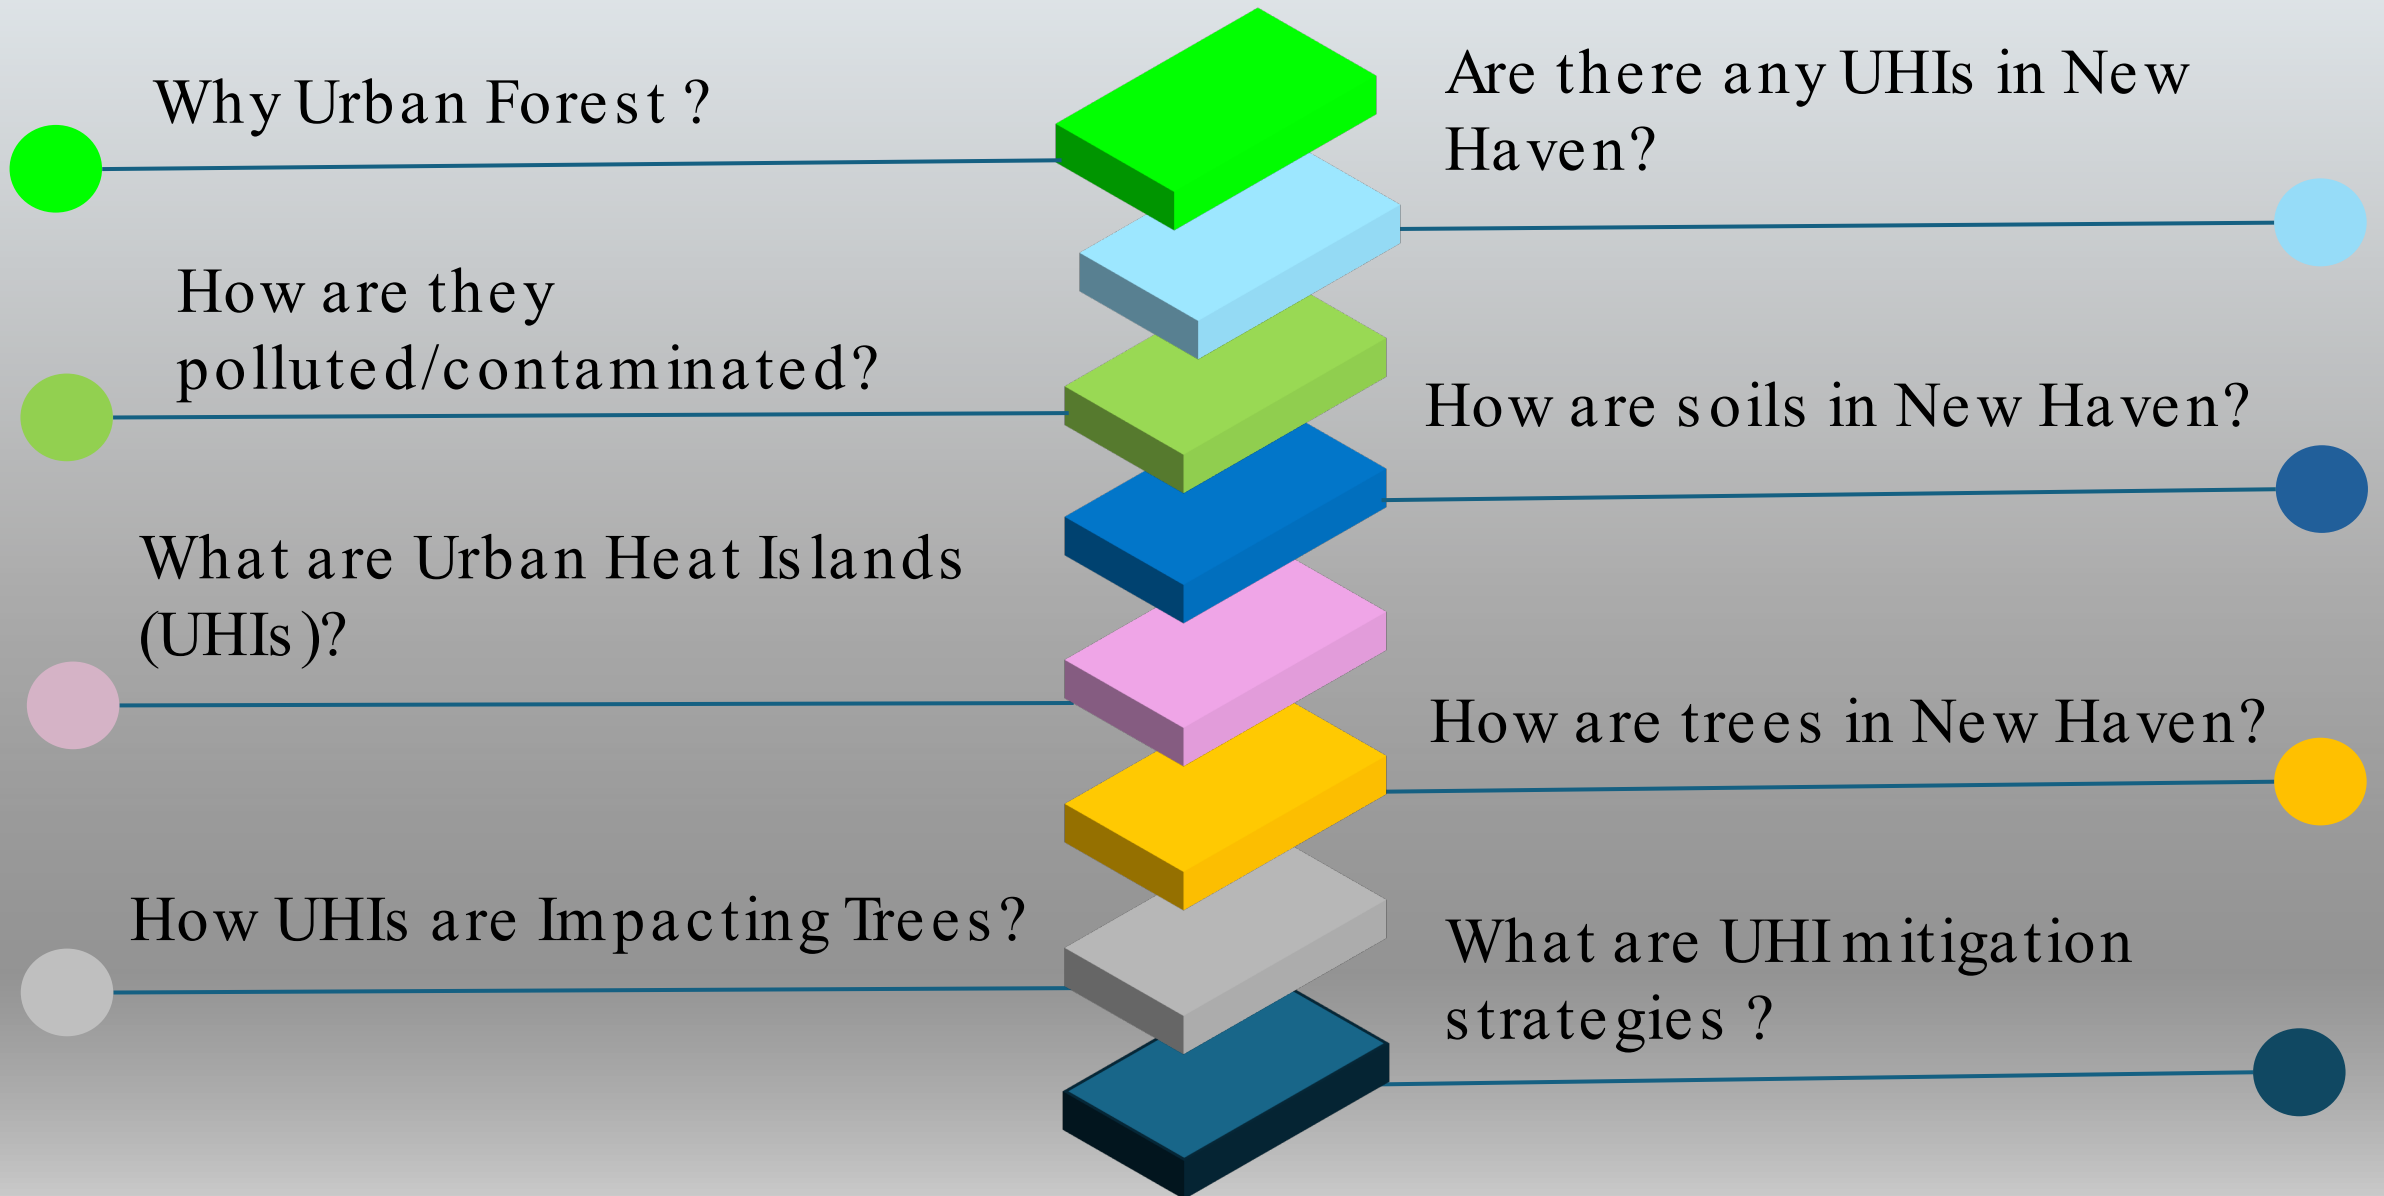 Why Urban Forest ?
Are there any UHIs in New
Haven?
How are they
polluted/contaminated?
How are soils in New Haven?
What are Urban Heat Islands
(UHIs)?
How are trees in New Haven?
How UHIs are Impacting Trees?
What are UHI mitigation
strategies ?